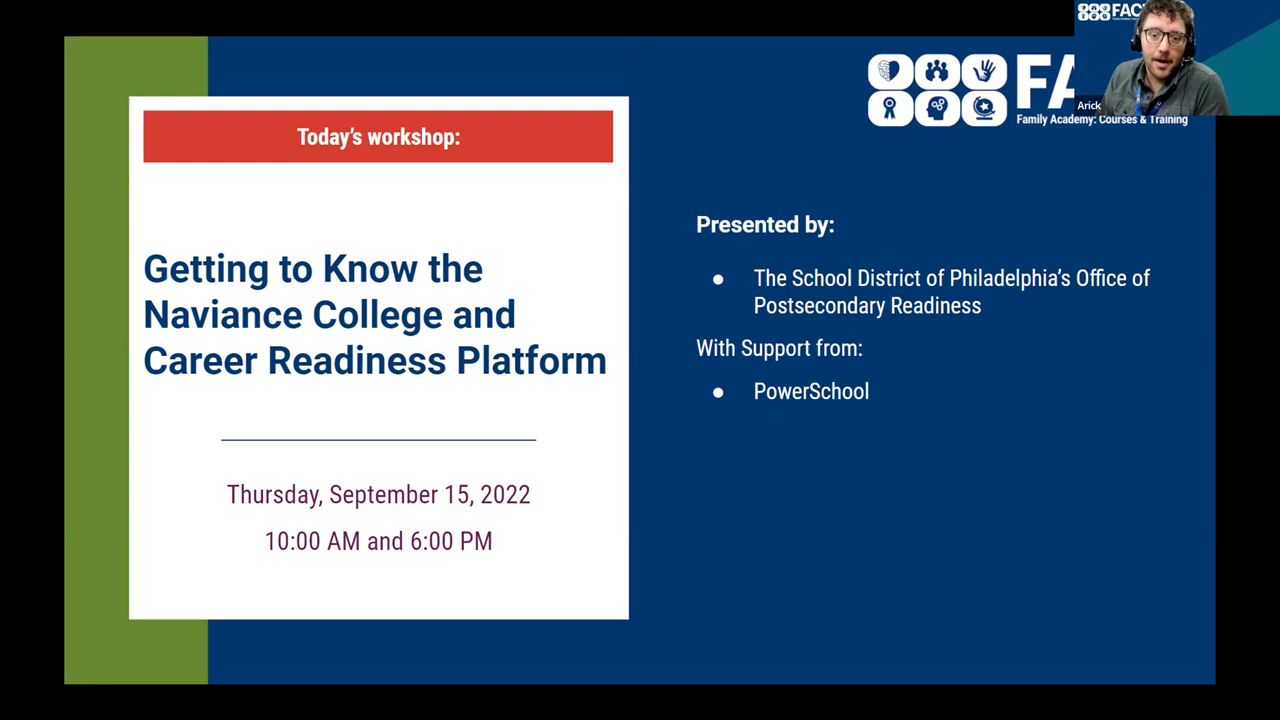 FAC
Today's workshop:
FA
Arick
Family Academy: Courses & Training
Getting to Know the
Naviance College and
Career Readiness Platform
Thursday, September 15, 2022
10:00 AM and 6:00 PM
Presented by:
● The School District of Philadelphia's Office of
Postsecondary Readiness
With Support from:
● PowerSchool